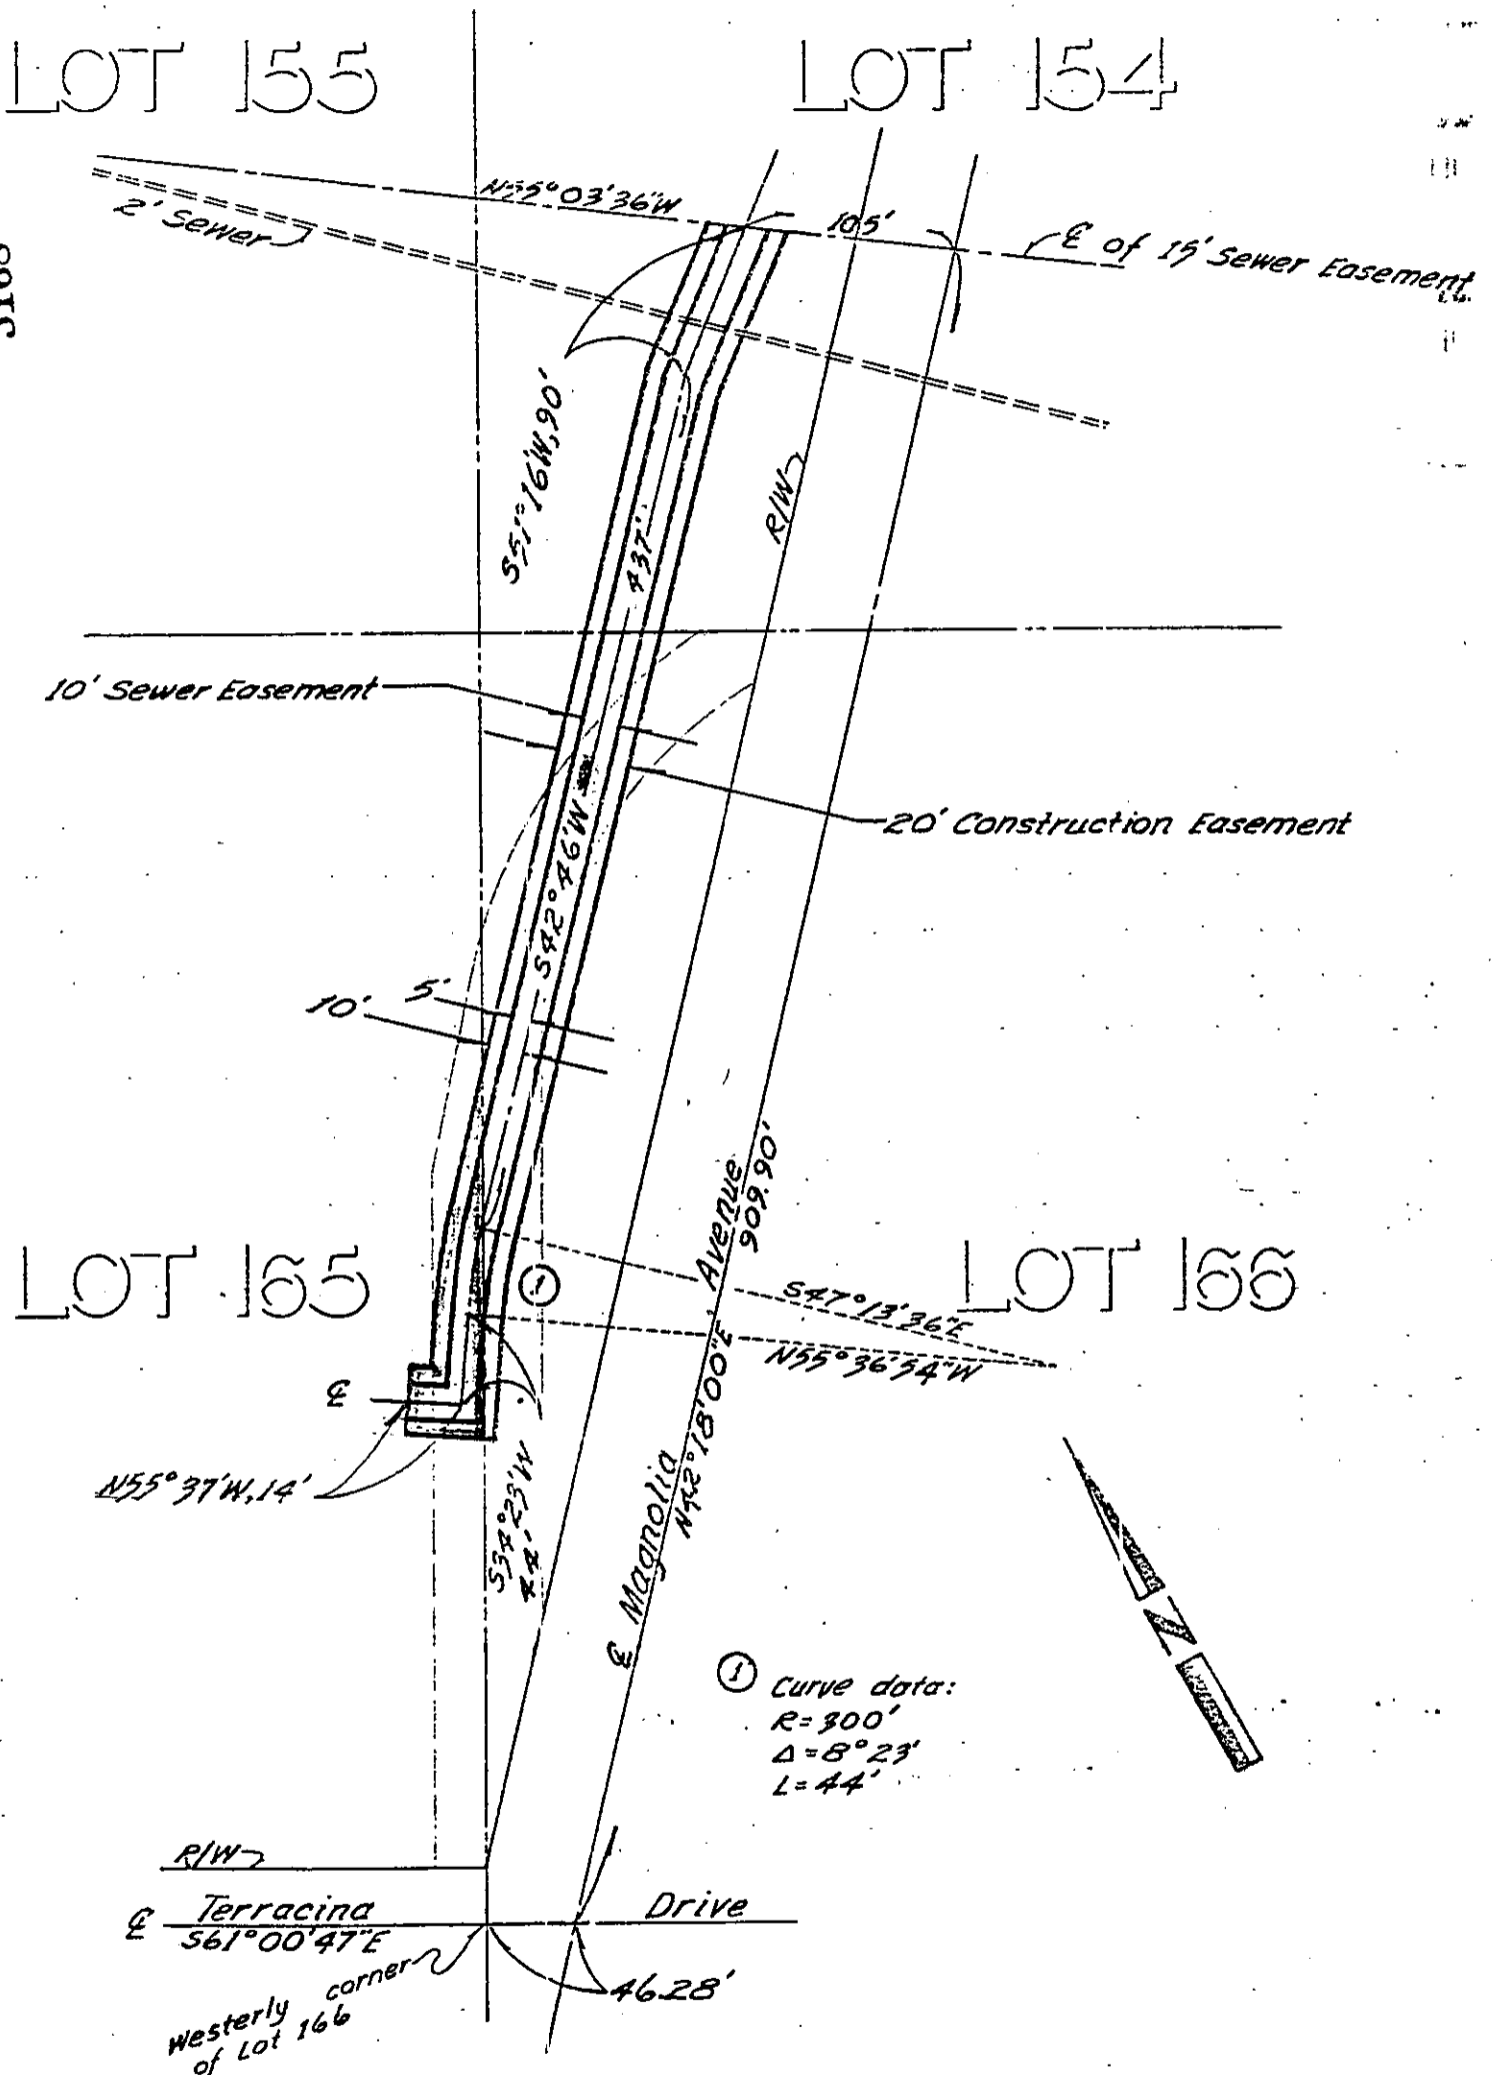 LOT 155
LOT 154
N55°03'36"W
105'
2' Sewer
℄ of 15' Sewer Easement
3168
S51°16'W, 90'
437'
R/W
10' Sewer Easement
20' Construction Easement
S42°46'W
10'
5'
LOT 165
①
LOT 166
℄ Magnolia Avenue
N42°18'00"E, 909.90'
S47°13'36"E
N55°36'54"W
℄
N55°37'W, 14'
S34°23'W
44'
N
① Curve data:
R=300'
Δ=8°23'
L=44'
R/W
℄ Terracina Drive
S61°00'47"E
46.28'
Westerly corner
of Lot 166